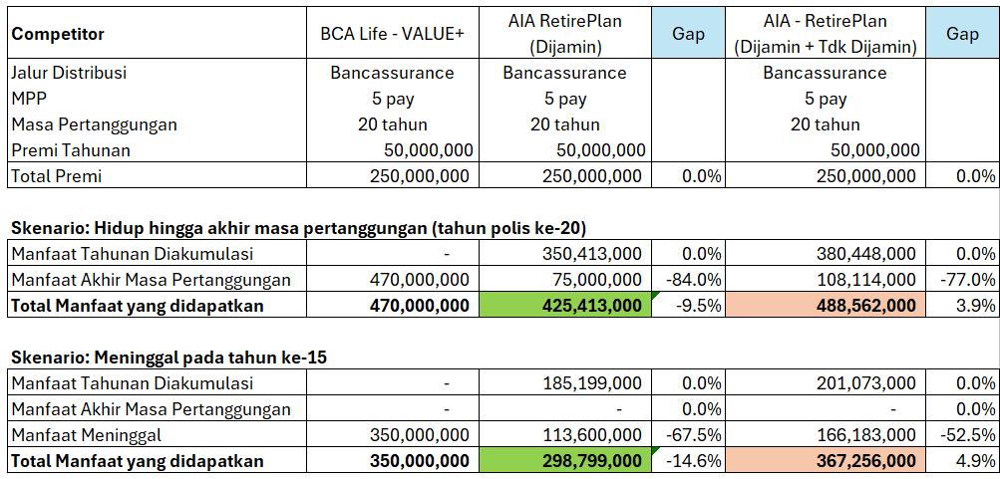 Competitor BCA Life - VALUE+ AIA RetirePlan (Dijamin) Gap AIA - RetirePlan (Dijamin + Tdk Dijamin) Gap
Jalur Distribusi Bancassurance Bancassurance Bancassurance
MPP 5 pay 5 pay 5 pay
Masa Pertanggungan 20 tahun 20 tahun 20 tahun
Premi Tahunan 50,000,000 50,000,000 50,000,000
Total Premi 250,000,000 250,000,000 0.0% 250,000,000 0.0%
Skenario: Hidup hingga akhir masa pertanggungan (tahun polis ke-20)
Manfaat Tahunan Diakumulasi - 350,413,000 0.0% 380,448,000 0.0%
Manfaat Akhir Masa Pertanggungan 470,000,000 75,000,000 -84.0% 108,114,000 -77.0%
Total Manfaat yang didapatkan 470,000,000 425,413,000 -9.5% 488,562,000 3.9%
Skenario: Meninggal pada tahun ke-15
Manfaat Tahunan Diakumulasi - 185,199,000 0.0% 201,073,000 0.0%
Manfaat Akhir Masa Pertanggungan - - 0.0% - 0.0%
Manfaat Meninggal 350,000,000 113,600,000 -67.5% 166,183,000 -52.5%
Total Manfaat yang didapatkan 350,000,000 298,799,000 -14.6% 367,256,000 4.9%